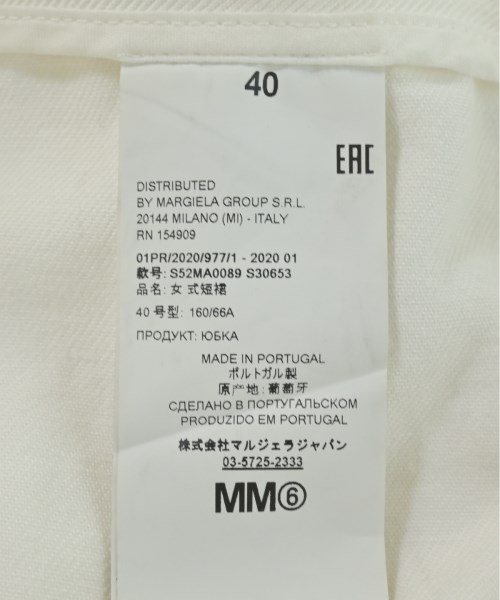 40
EAC
DISTRIBUTED
BY MARGIELA GROUP S.R.L.
20144 MILANO (MI) - ITALY
RN 154909
01PR/2020/977/1 - 2020 01
款号: S52MA0089 S30653
品名: 女 式短裙
40 号型: 160/66A
ПРОДУКТ: ЮБКА
MADE IN PORTUGAL
ポルトガル製
原产地: 葡萄牙
СДЕЛАНО В ПОРТУГАЛЬСКОМ
PRODUZIDO EM PORTUGAL
株式会社マルジェラジャパン
03-5725-2333
MM⑥